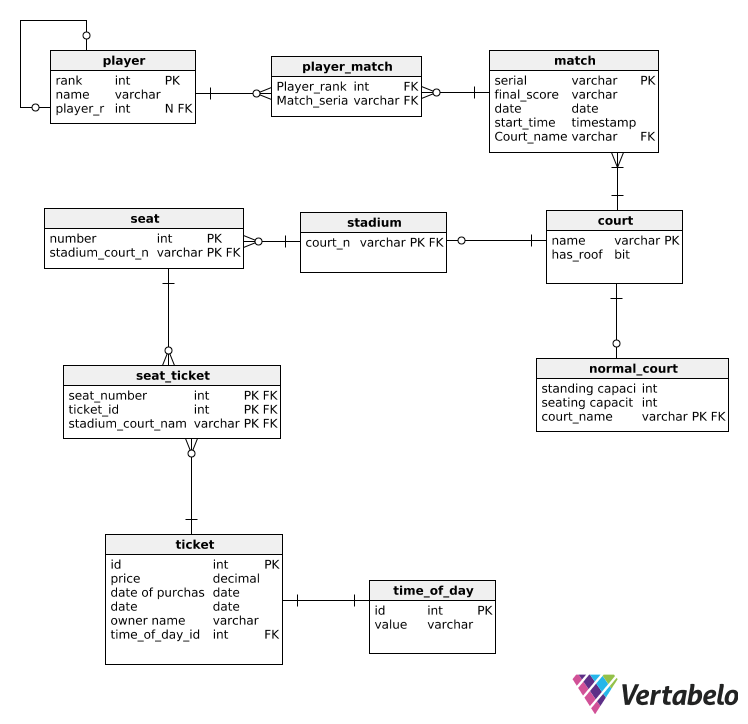 player
rank int PK
name varchar
player_r int N FK
player_match
Player_rank int FK
Match_seria varchar FK
match
serial varchar PK
final_score varchar
date date
start_time timestamp
Court_name varchar FK
seat
number int PK
stadium_court_n varchar PK FK
stadium
court_n varchar PK FK
court
name varchar PK
has_roof bit
seat_ticket
seat_number int PK FK
ticket_id int PK FK
stadium_court_nam varchar PK FK
normal_court
standing capaci int
seating capacit int
court_name varchar PK FK
ticket
id int PK
price decimal
date of purchas date
date date
owner name varchar
time_of_day_id int FK
time_of_day
id int PK
value varchar
Vertabelo